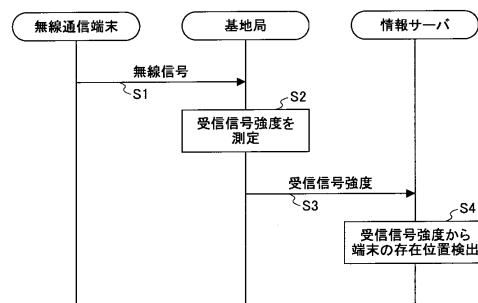 無線通信端末
基地局
情報サーバ
無線信号
S1
S2
受信信号強度を
測定
受信信号強度
S3
S4
受信信号強度から
端末の存在位置検出